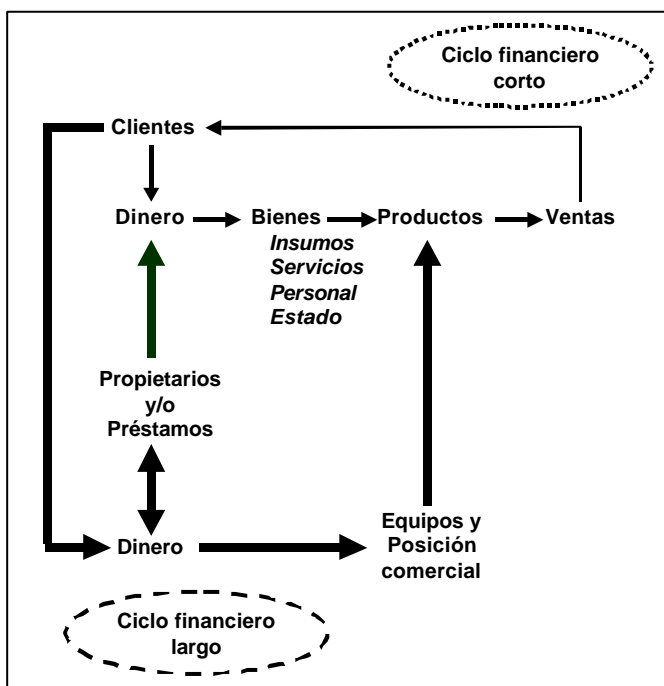 Ciclo financiero
corto
Clientes
Dinero
Bienes
Productos
Ventas
Insumos
Servicios
Personal
Estado
Propietarios
y/o
Préstamos
Dinero
Equipos y
Posición
comercial
Ciclo financiero
largo